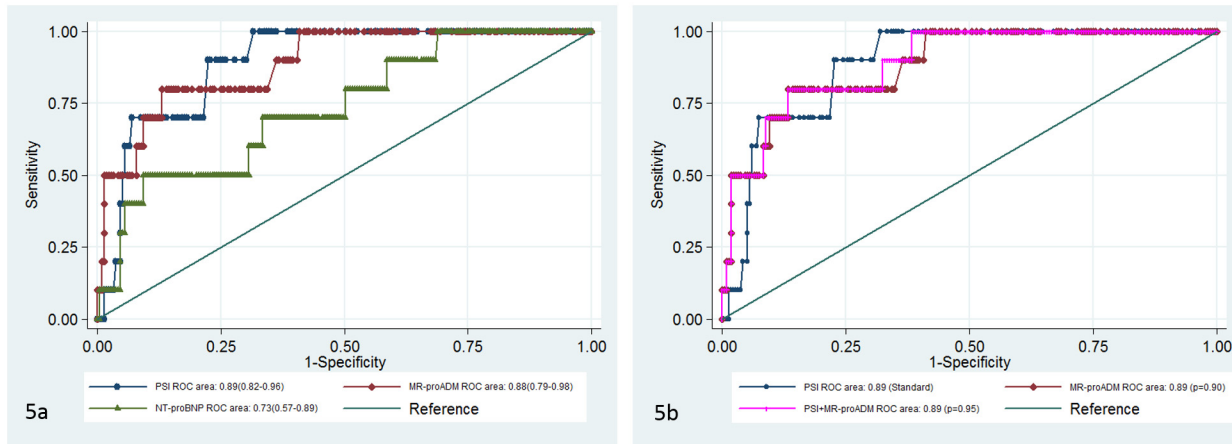 1.00
0.75
0.50
0.25
0.00
Sensitivity
0.00 0.25 0.50 0.75 1.00
1-Specificity
PSI ROC area: 0.89(0.82-0.96) MR-proADM ROC area: 0.88(0.79-0.98)
NT-proBNP ROC area: 0.73(0.57-0.89) Reference
5a
1.00
0.75
0.50
0.25
0.00
Sensitivity
0.00 0.25 0.50 0.75 1.00
1-Specificity
PSI ROC area: 0.89 (Standard) MR-proADM ROC area: 0.89 (p=0.90)
PSI+MR-proADM ROC area: 0.89 (p=0.95) Reference
5b